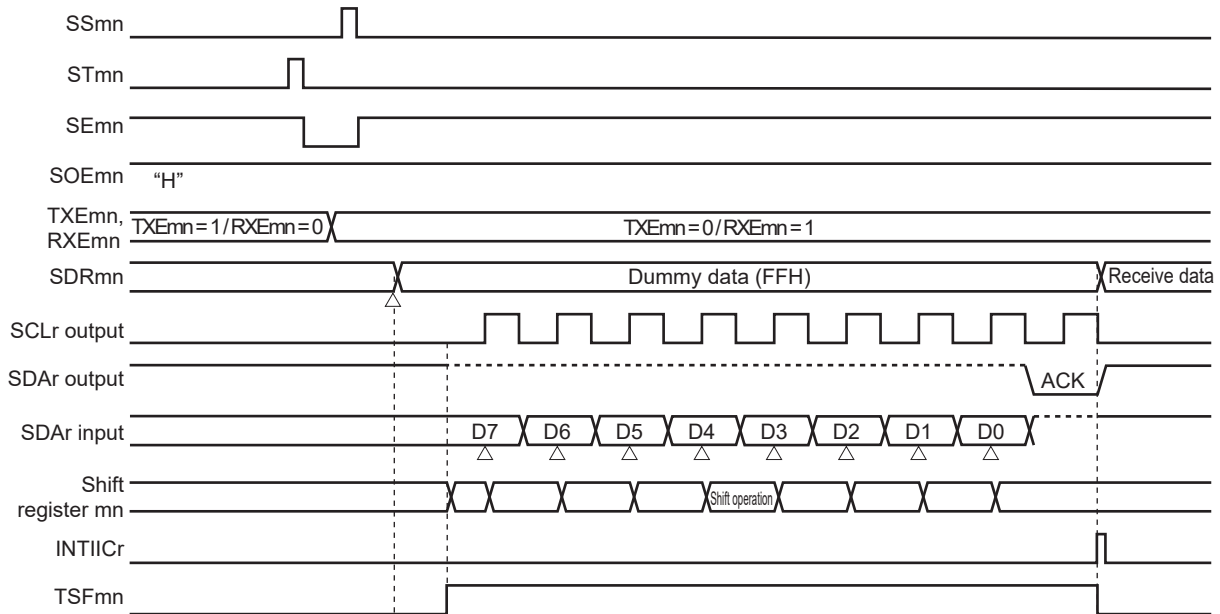 SSmn
STmn
SEmn
SOEmn “H”
TXEmn,
RXEmn
TXEmn=1/RXEmn=0 TXEmn=0/RXEmn=1
SDRmn Dummy data (FFH) Receive data
SCLr output
SDAr output ACK
SDAr input D7 D6 D5 D4 D3 D2 D1 D0
Shift
register mn
Shift operation
INTIICr
TSFmn